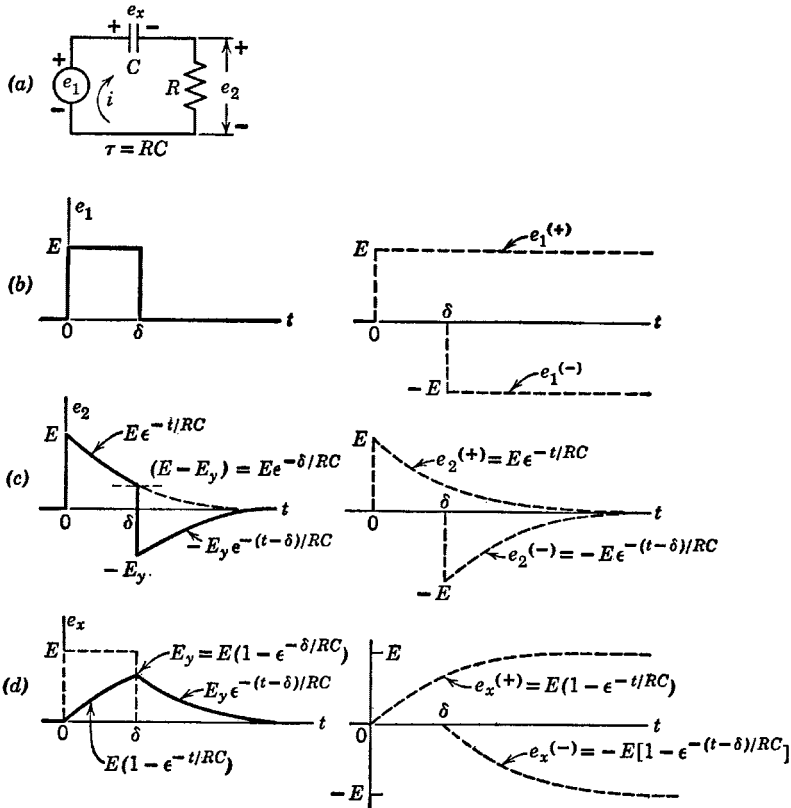 (a)
e_x
+ -
C
+ e_1 -
i
R
+ e_2 -
τ = RC
(b)
e_1
E
0 δ t
E
e_1^(+)
δ
0 t
-E
e_1^(-)
(c)
e_2
E
Eϵ^-t/RC
(E-E_y) = Ee^-δ/RC
0 δ t
-E_y e^-(t-δ)/RC
-E_y
E
e_2^(+) = Eϵ^-t/RC
δ
0 t
e_2^(-) = -Eϵ^-(t-δ)/RC
-E
(d)
e_x
E
E_y = E(1-ϵ^-δ/RC)
E_y ϵ^-(t-δ)/RC
0 δ t
E(1-ϵ^-t/RC)
E
e_x^(+) = E(1-ϵ^-t/RC)
δ t
0
e_x^(-) = -E[1-ϵ^-(t-δ)/RC]
-E